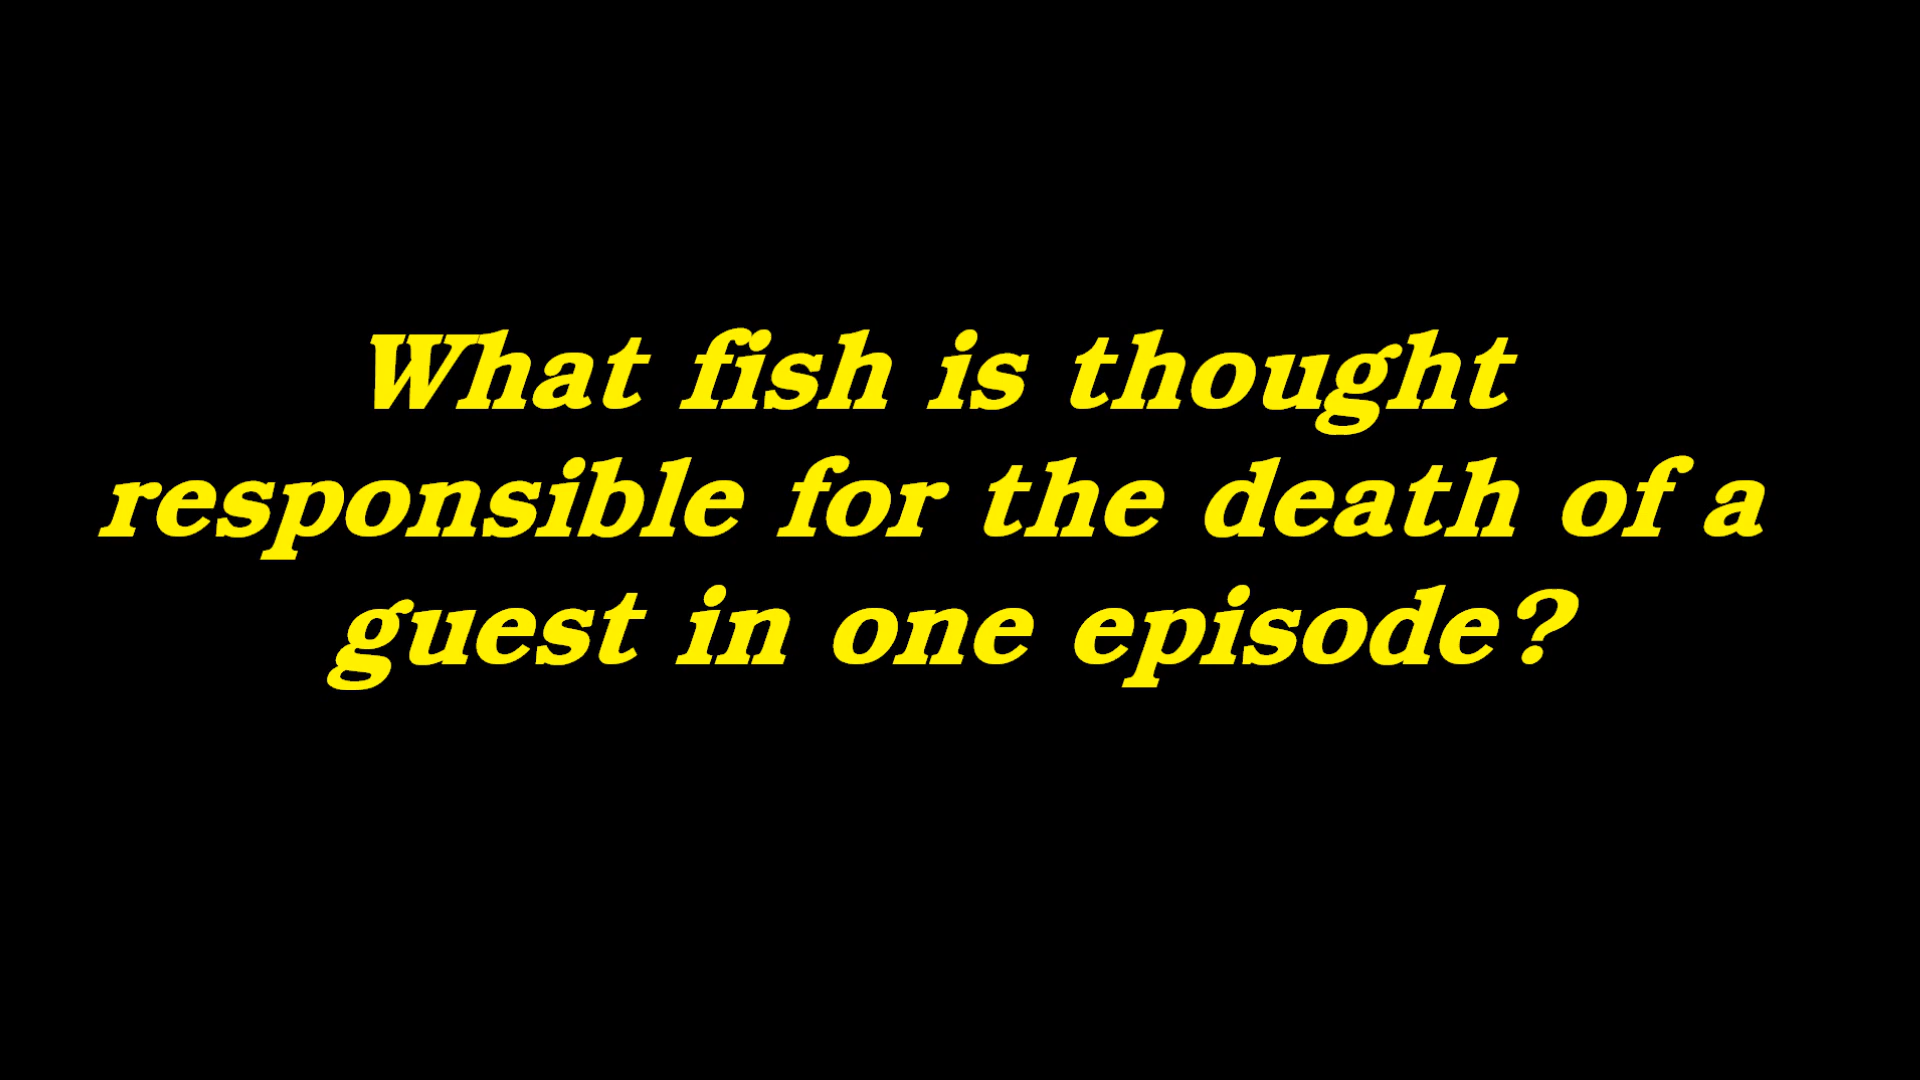 What fish is thought
responsible for the death of a
guest in one episode?